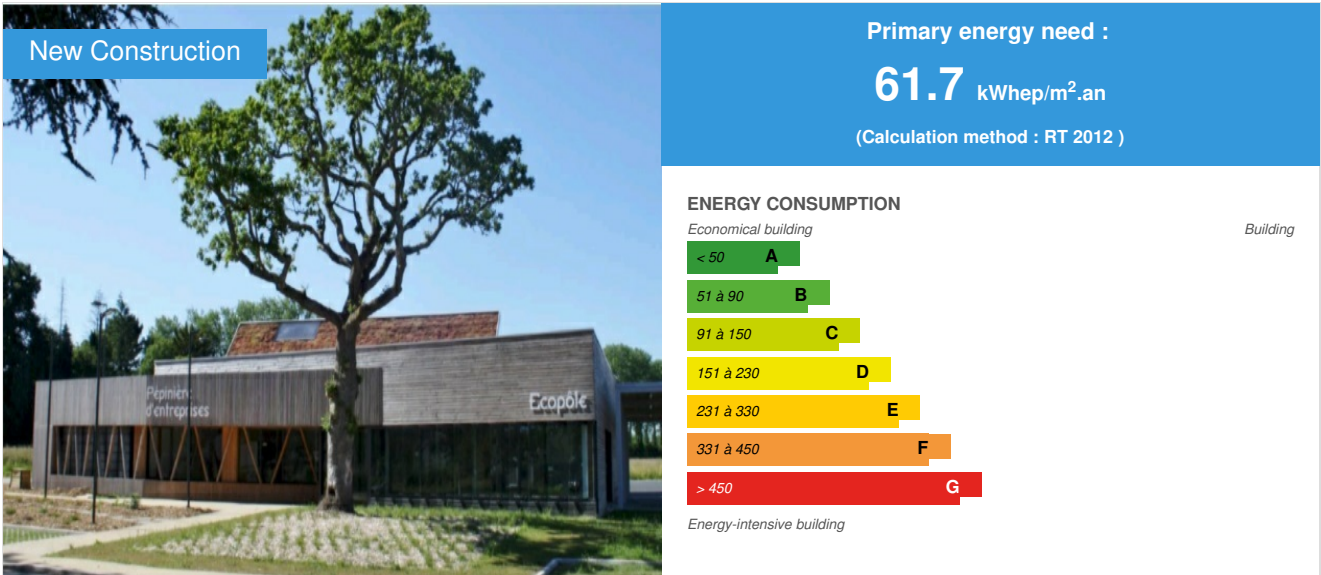 New Construction
Pépinière
d'entreprises
Ecopôle
Primary energy need :
61.7 kWhep/m².an
(Calculation method : RT 2012 )
ENERGY CONSUMPTION
Economical building
Building
< 50 A
51 à 90 B
91 à 150 C
151 à 230 D
231 à 330 E
331 à 450 F
> 450 G
Energy-intensive building